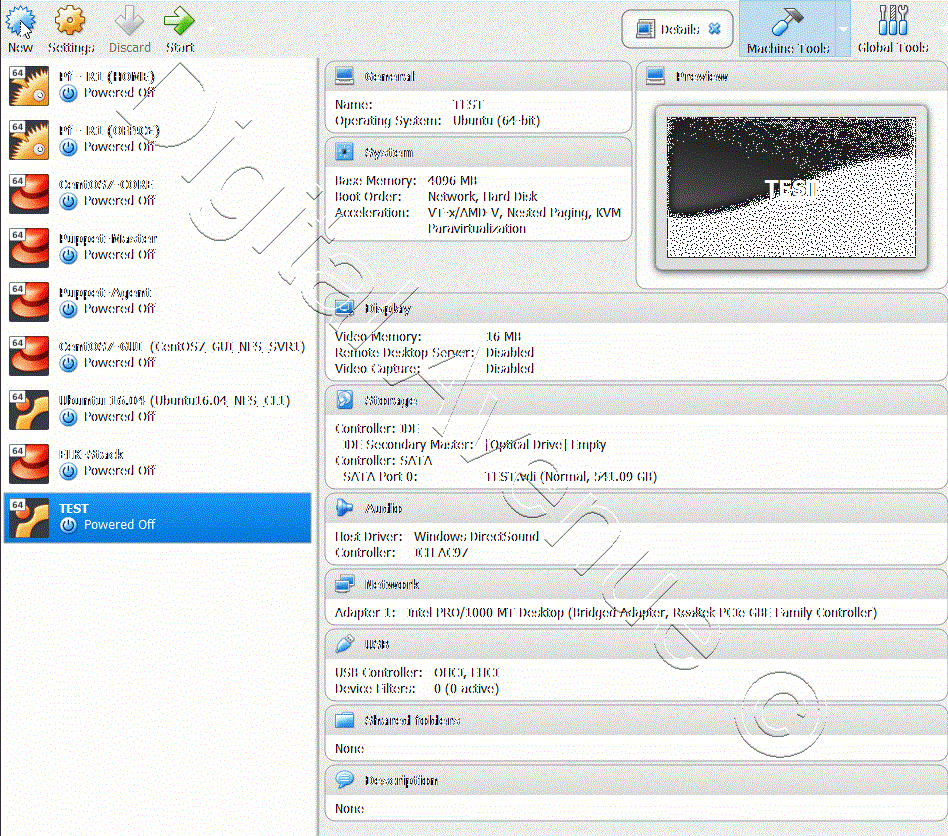 New Settings Discard Start
Details
Machine Tools
Global Tools
64
Pf - R1 (HOME)
Powered Off
64
Pf - R1 (OFFICE)
Powered Off
64
CentOS7-CORE
Powered Off
64
Puppet-Master
Powered Off
64
Puppet-Agent
Powered Off
64
CentOS7-GUI (CentOS7_GUI_NFS_SVR1)
Powered Off
64
Ubuntu 16.04 (Ubuntu16.04_NFS_CL1)
Powered Off
64
ELK-Stack
Powered Off
64
TEST
Powered Off
General
Name: TEST
Operating System: Ubuntu (64-bit)
Preview
TEST
System
Base Memory: 4096 MB
Boot Order: Network, Hard Disk
Acceleration: VT-x/AMD-V, Nested Paging, KVM
Paravirtualization
Display
Video Memory: 16 MB
Remote Desktop Server: Disabled
Video Capture: Disabled
Storage
Controller: IDE
IDE Secondary Master: [Optical Drive] Empty
Controller: SATA
SATA Port 0: TEST.vdi (Normal, 541.09 GB)
Audio
Host Driver: Windows DirectSound
Controller: ICH AC97
Network
Adapter 1: Intel PRO/1000 MT Desktop (Bridged Adapter, Realtek PCIe GBE Family Controller)
USB
USB Controller: OHCI, EHCI
Device Filters: 0 (0 active)
Shared folders
None
Description
None
Digital Avenue ©